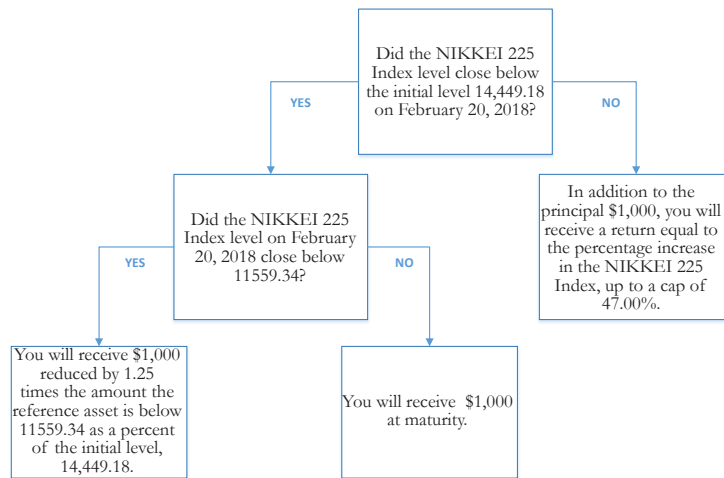 Did the NIKKEI 225
Index level close below
the initial level 14,449.18
on February 20, 2018?
YES
NO
Did the NIKKEI 225
Index level on February
20, 2018 close below
11559.34?
In addition to the
principal $1,000, you will
receive a return equal to
the percentage increase
in the NIKKEI 225
Index, up to a cap of
47.00%.
YES
NO
You will receive $1,000
reduced by 1.25
times the amount the
reference asset is below
11559.34 as a percent
of the initial level,
14,449.18.
You will receive $1,000
at maturity.